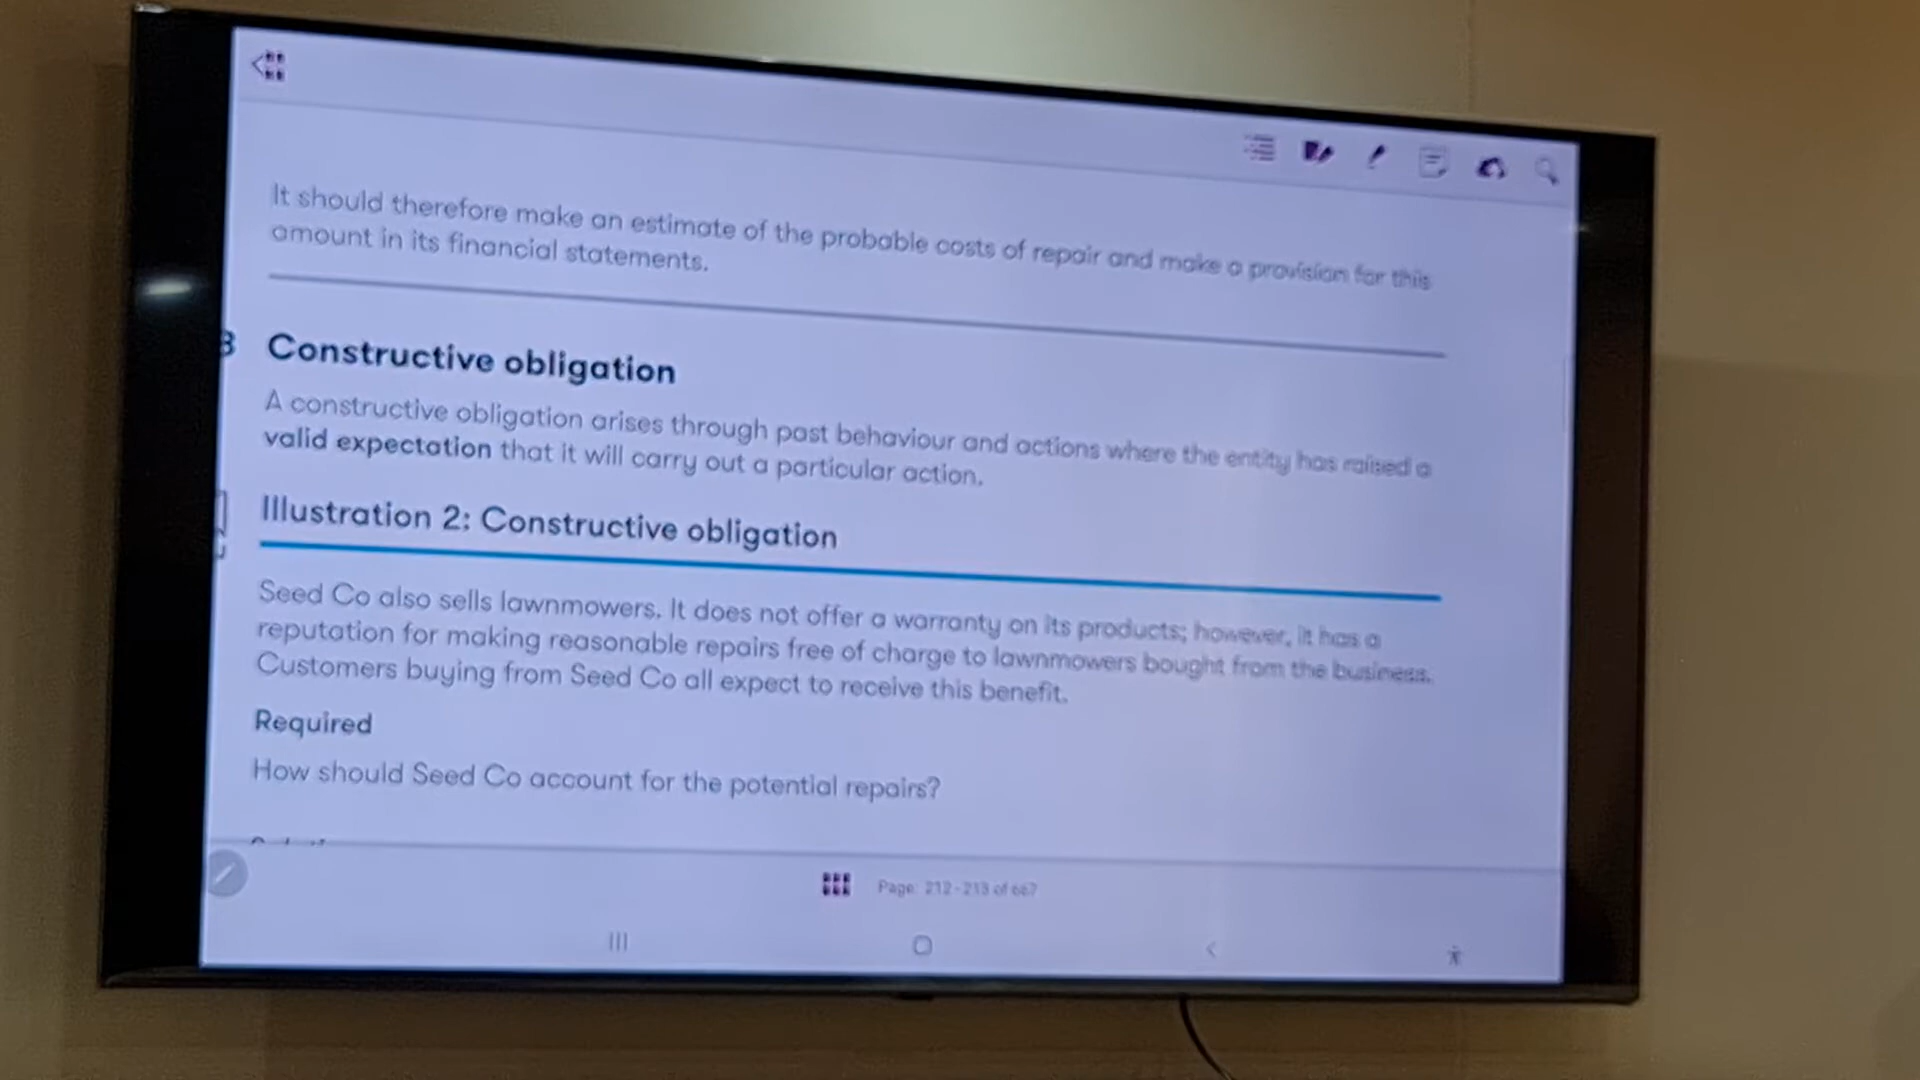 It should therefore make an estimate of the probable costs of repair and make a provision for this
amount in its financial statements.
3 Constructive obligation
A constructive obligation arises through past behaviour and actions where the entity has raised a
valid expectation that it will carry out a particular action.
Illustration 2: Constructive obligation
Seed Co also sells lawnmowers. It does not offer a warranty on its products; however, it has a
reputation for making reasonable repairs free of charge to lawnmowers bought from the business.
Customers buying from Seed Co all expect to receive this benefit.
Required
How should Seed Co account for the potential repairs?
Page: 212-213 of 667